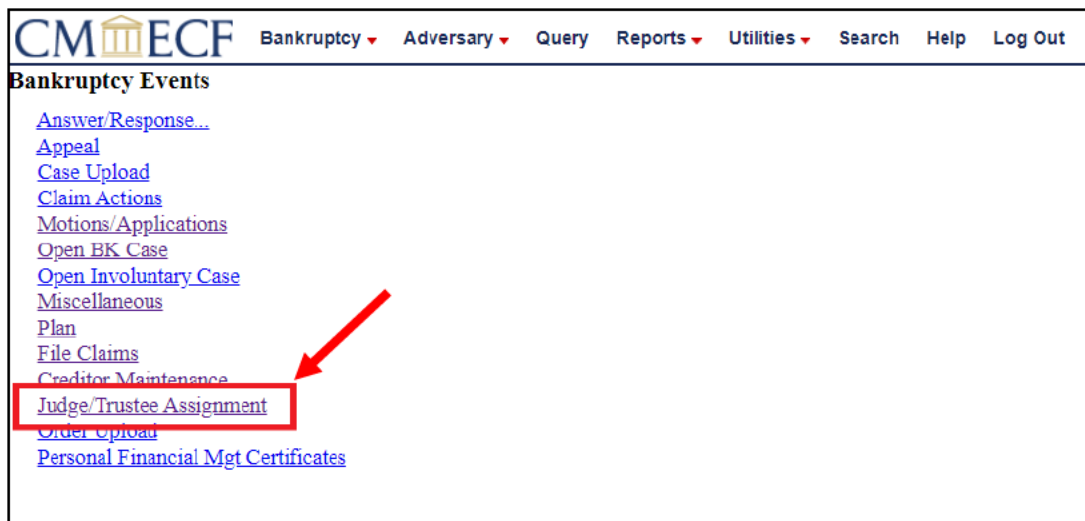 CM ECF Bankruptcy Adversary Query Reports Utilities Search Help Log Out
Bankruptcy Events
Answer/Response...
Appeal
Case Upload
Claim Actions
Motions/Applications
Open BK Case
Open Involuntary Case
Miscellaneous
Plan
File Claims
Creditor Maintenance
Judge/Trustee Assignment
Order Upload
Personal Financial Mgt Certificates